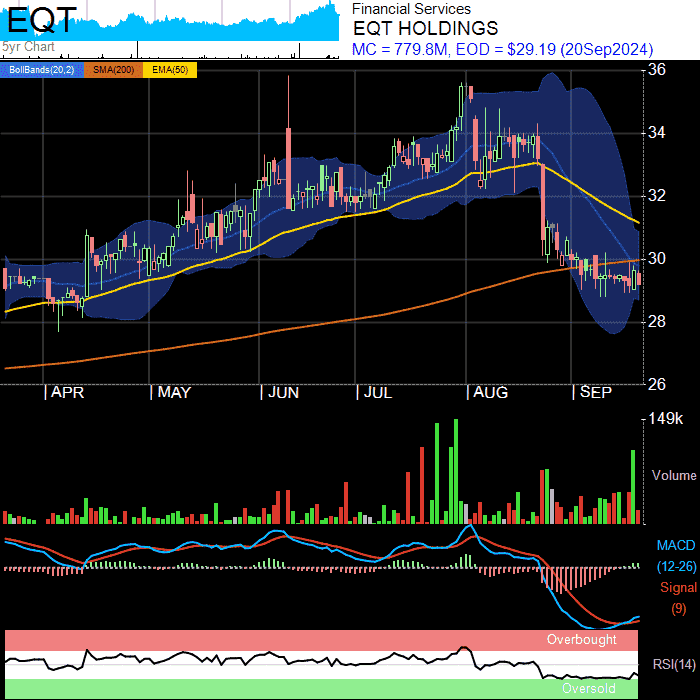 EQT
5yr Chart
Financial Services
EQT HOLDINGS
MC = 779.8M, EOD = $29.19 (20Sep2024)
BollBands(20,2) SMA(200) EMA(50)
36
34
32
30
28
26
APR MAY JUN JUL AUG SEP
149k
Volume
MACD
(12-26)
Signal
(9)
Overbought
RSI(14)
Oversold